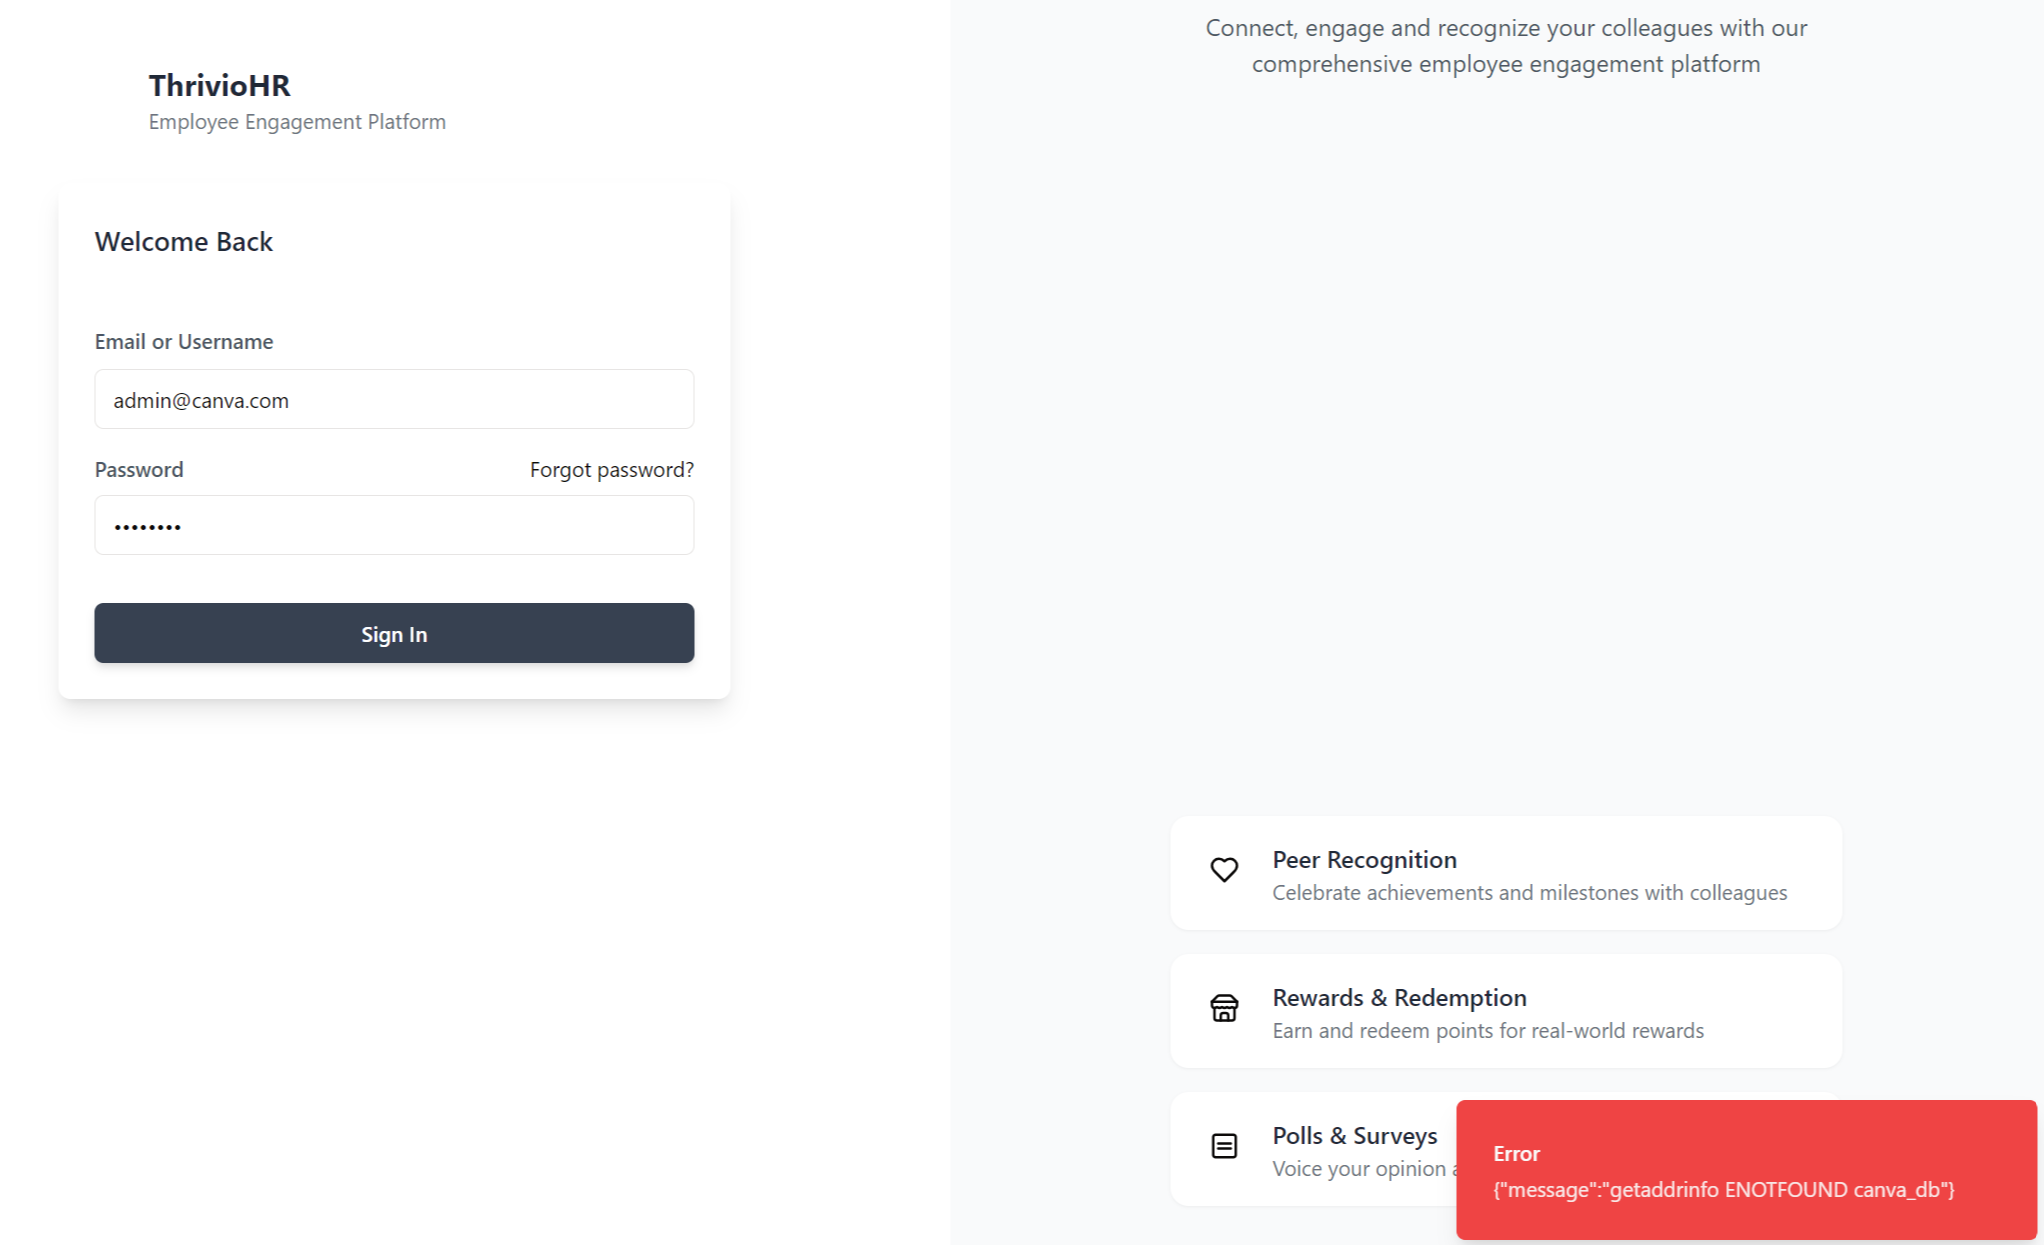 ThrivioHR
Employee Engagement Platform
Welcome Back
Email or Username
admin@canva.com
Password
Forgot password?
••••••••
Sign In
Connect, engage and recognize your colleagues with our
comprehensive employee engagement platform
Peer Recognition
Celebrate achievements and milestones with colleagues
Rewards & Redemption
Earn and redeem points for real-world rewards
Polls & Surveys
Voice your opinion
Error
{"message":"getaddrinfo ENOTFOUND canva_db"}